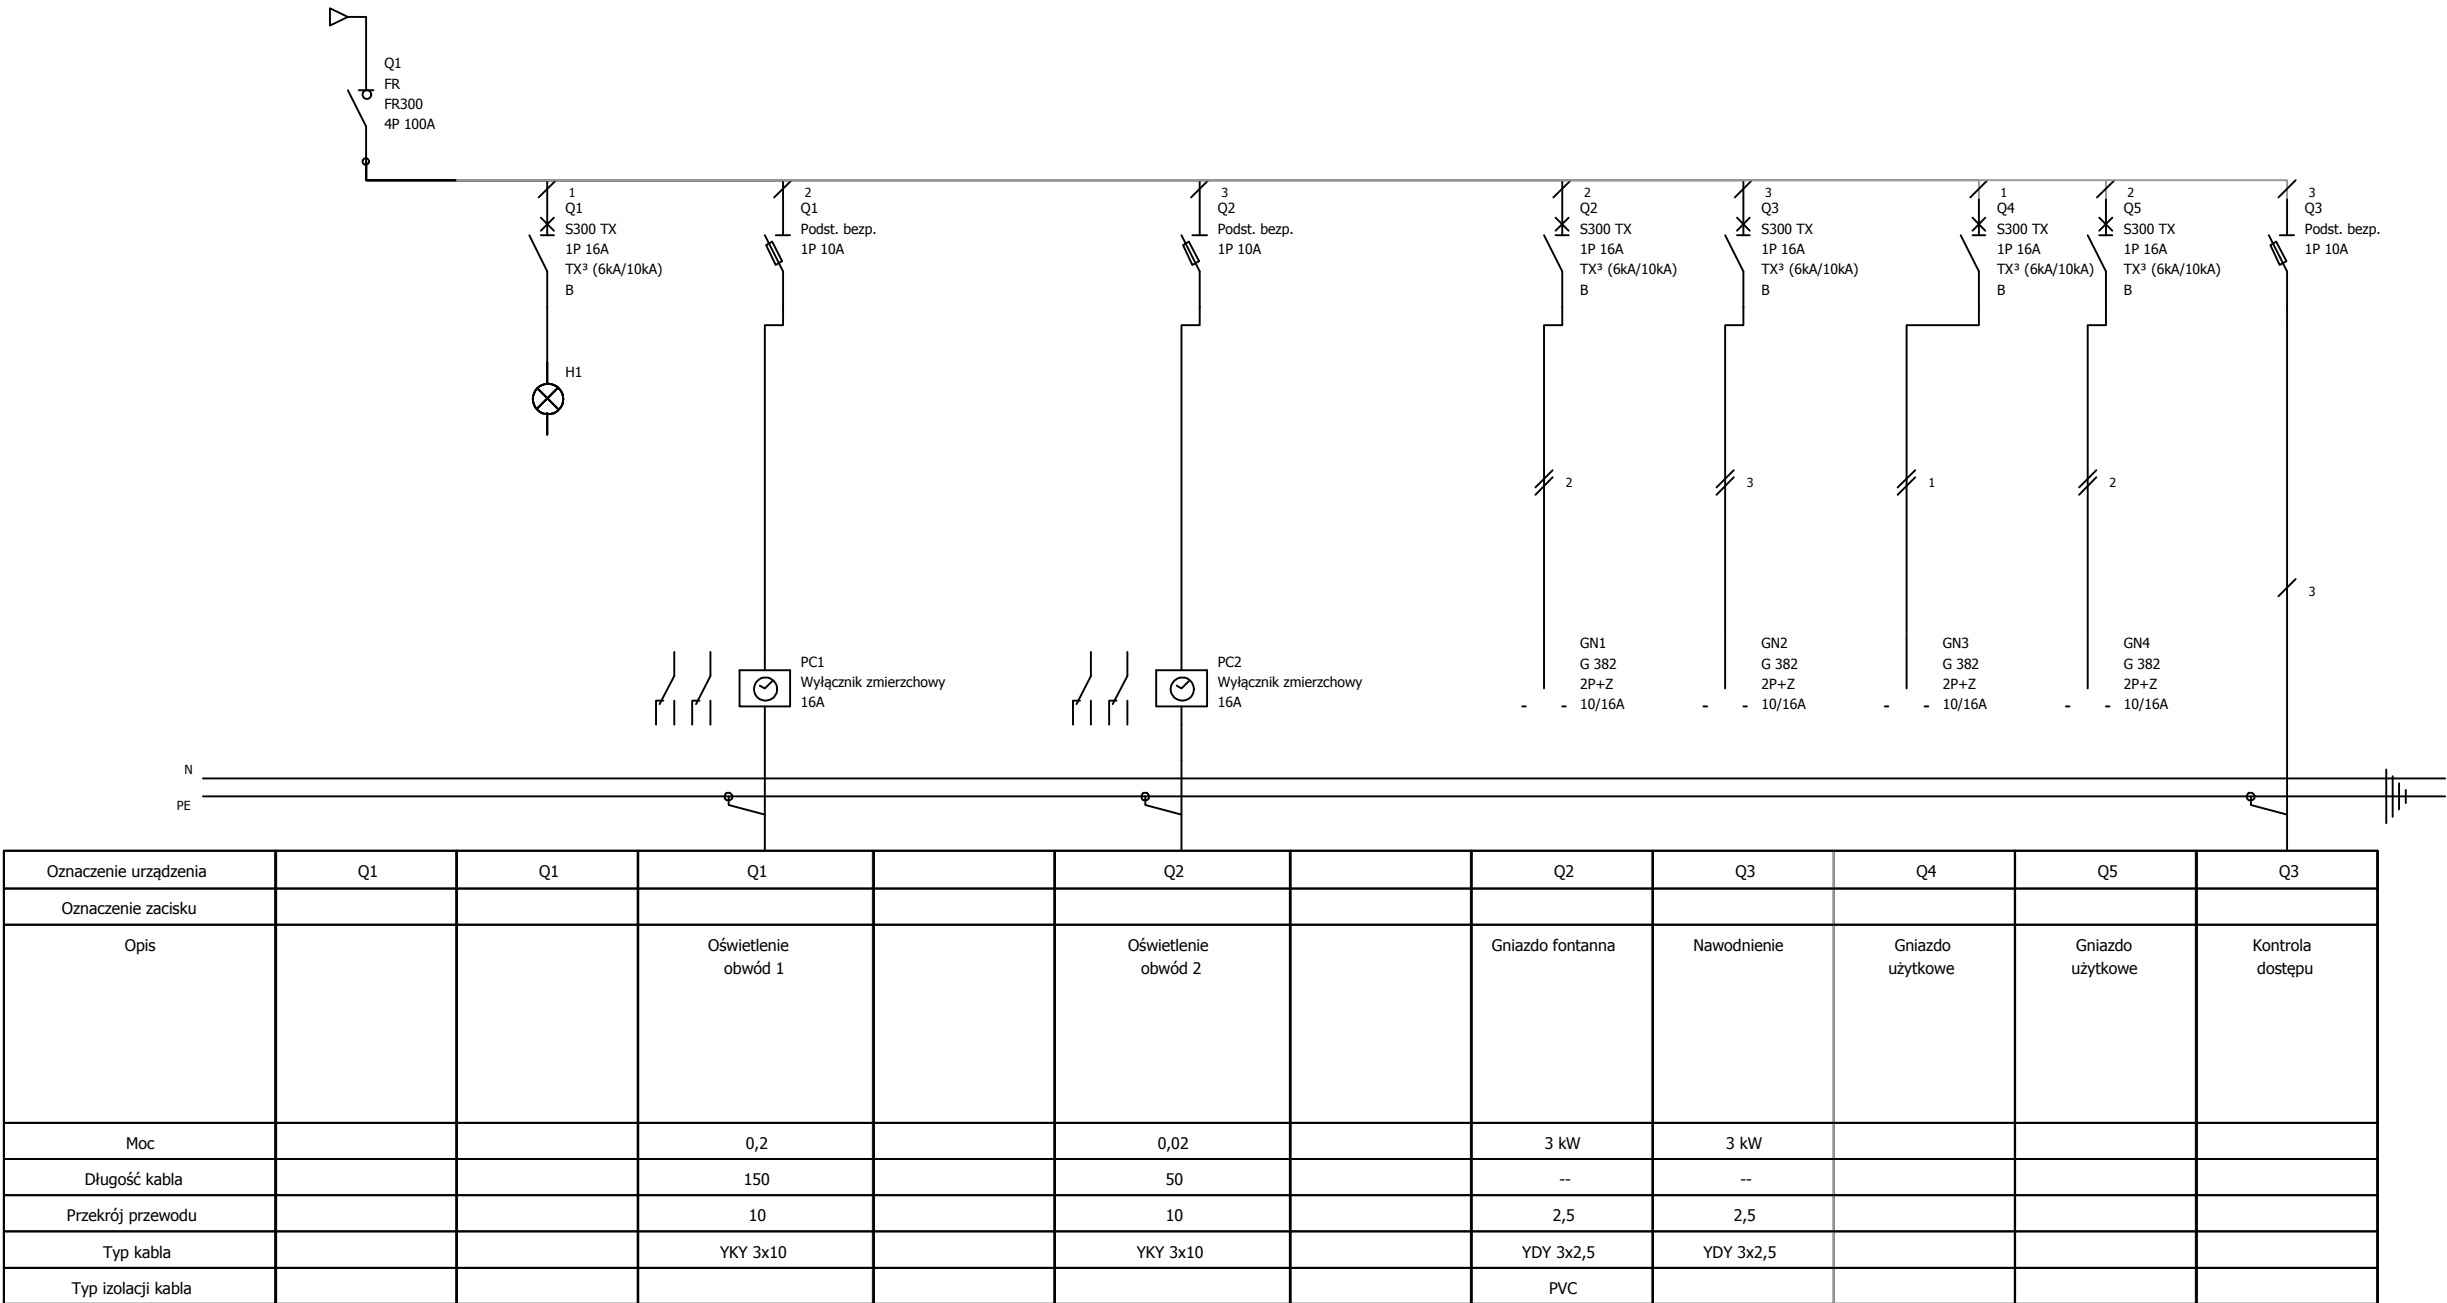 Q1
FR
FR300
4P 100A
1
Q1
S300 TX
1P 16A
TX³ (6kA/10kA)
B
2
Q1
Podst. bezp.
1P 10A
3
Q2
Podst. bezp.
1P 10A
2
Q2
S300 TX
1P 16A
TX³ (6kA/10kA)
B
3
Q3
S300 TX
1P 16A
TX³ (6kA/10kA)
B
1
Q4
S300 TX
1P 16A
TX³ (6kA/10kA)
B
2
Q5
S300 TX
1P 16A
TX³ (6kA/10kA)
B
3
Q3
Podst. bezp.
1P 10A
H1
2
3
1
2
3
PC1
Wyłącznik zmierzchowy
16A
PC2
Wyłącznik zmierzchowy
16A
GN1
G 382
2P+Z
- - 10/16A
GN2
G 382
2P+Z
- - 10/16A
GN3
G 382
2P+Z
- - 10/16A
GN4
G 382
2P+Z
- - 10/16A
N
PE
Oznaczenie urządzenia Q1 Q1 Q1 Q2 Q2 Q3 Q4 Q5 Q3
Oznaczenie zacisku
Opis Oświetlenie Oświetlenie Gniazdo fontanna Nawodnienie Gniazdo Gniazdo Kontrola
obwód 1 obwód 2 użytkowe użytkowe dostępu
Moc 0,2 0,02 3 kW 3 kW
Długość kabla 150 50 -- --
Przekrój przewodu 10 10 2,5 2,5
Typ kabla YKY 3x10 YKY 3x10 YDY 3x2,5 YDY 3x2,5
Typ izolacji kabla PVC